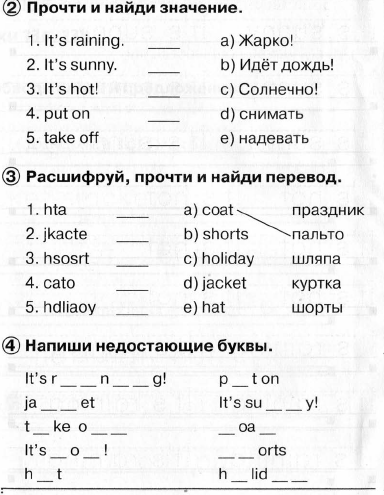 ② Прочти и найди значение.
1. It's raining. ____ a) Жарко!
2. It's sunny. ____ b) Идёт дождь!
3. It's hot! ____ c) Солнечно!
4. put on ____ d) снимать
5. take off ____ e) надевать
③ Расшифруй, прочти и найди перевод.
1. hta ____ a) coat праздник
2. jkacte ____ b) shorts пальто
3. hsosrt ____ c) holiday шляпа
4. cato ____ d) jacket куртка
5. hdliaoy ____ e) hat шорты
④ Напиши недостающие буквы.
It's r __ __ n __ __ g! p __ t on
ja __ __ et It's su __ __ y!
t __ ke o __ __ __ oa __
It's __ o __ ! __ __ orts
h __ t h __ lid __ __